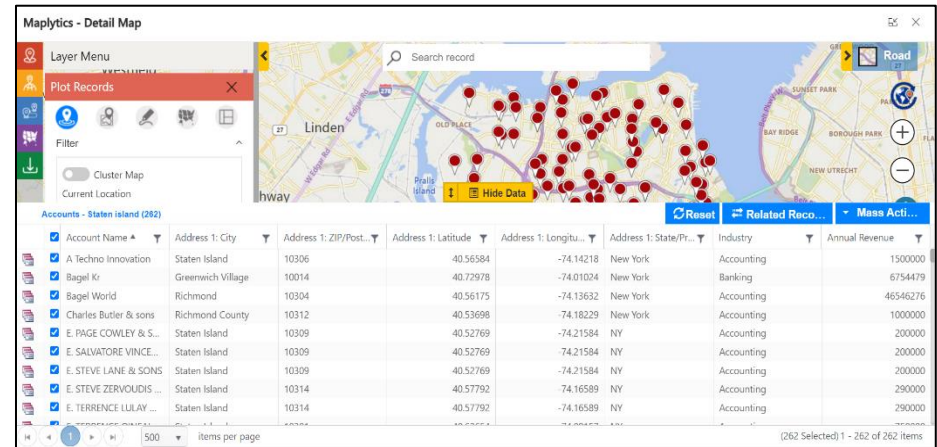 Maplytics - Detail Map
Layer Menu
Search record
Road
Plot Records
Linden
OLD PLACE
SUNSET PARK
BAY RIDGE
BOROUGH PARK
NEW UTRECHT
278
27
27
Filter
Cluster Map
Current Location
Pralls
Island
hway
Hide Data
Accounts - Staten island (262)
Reset
Related Reco...
Mass Acti...
Account Name Address 1: City Address 1: ZIP/Post... Address 1: Latitude Address 1: Longitu... Address 1: State/Pr... Industry Annual Revenue
A Techno Innovation Staten Island 10306 40.56584 -74.14218 New York Accounting 1500000
Bagel Kr Greenwich Village 10014 40.72978 -74.01024 New York Banking 6754479
Bagel World Richmond 10304 40.56175 -74.13632 New York Accounting 46546276
Charles Butler & sons Richmond County 10312 40.53698 -74.18229 New York Accounting 1000000
E. PAGE COWLEY & S... Staten Island 10309 40.52769 -74.21584 NY Accounting 200000
E. SALVATORE VINCE... Staten Island 10309 40.52769 -74.21584 NY Accounting 200000
E. STEVE LANE & SONS Staten Island 10309 40.52769 -74.21584 NY Accounting 200000
E. STEVE ZERVOUDIS ... Staten Island 10314 40.57792 -74.16589 NY Accounting 290000
E. TERRENCE LULAY ... Staten Island 10314 40.57792 -74.16589 NY Accounting 290000
1 500 items per page (262 Selected) 1 - 262 of 262 items